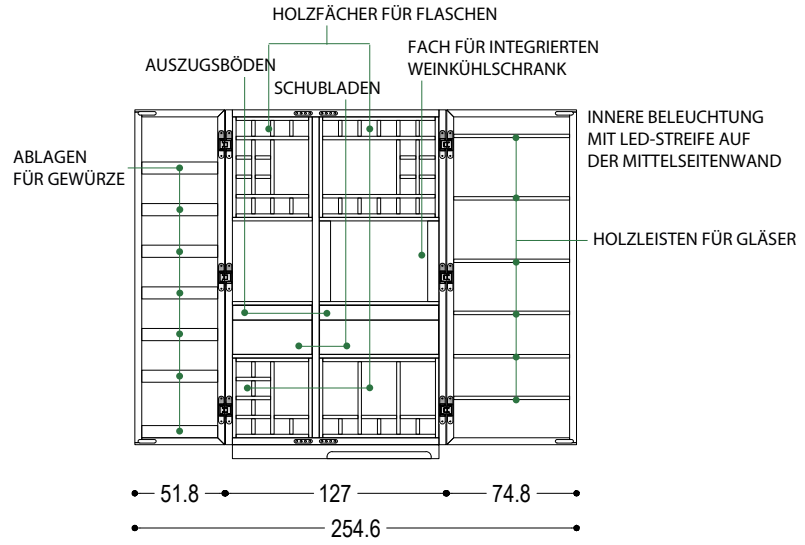 HOLZFÄCHER FÜR FLASCHEN
FACH FÜR INTEGRIERTEN
WEINKÜHLSCHRANK
AUSZUGSBÖDEN
SCHUBLADEN
INNERE BELEUCHTUNG
MIT LED-STREIFE AUF
DER MITTELSEITENWAND
ABLAGEN
FÜR GEWÜRZE
HOLZLEISTEN FÜR GLÄSER
51.8
127
74.8
254.6